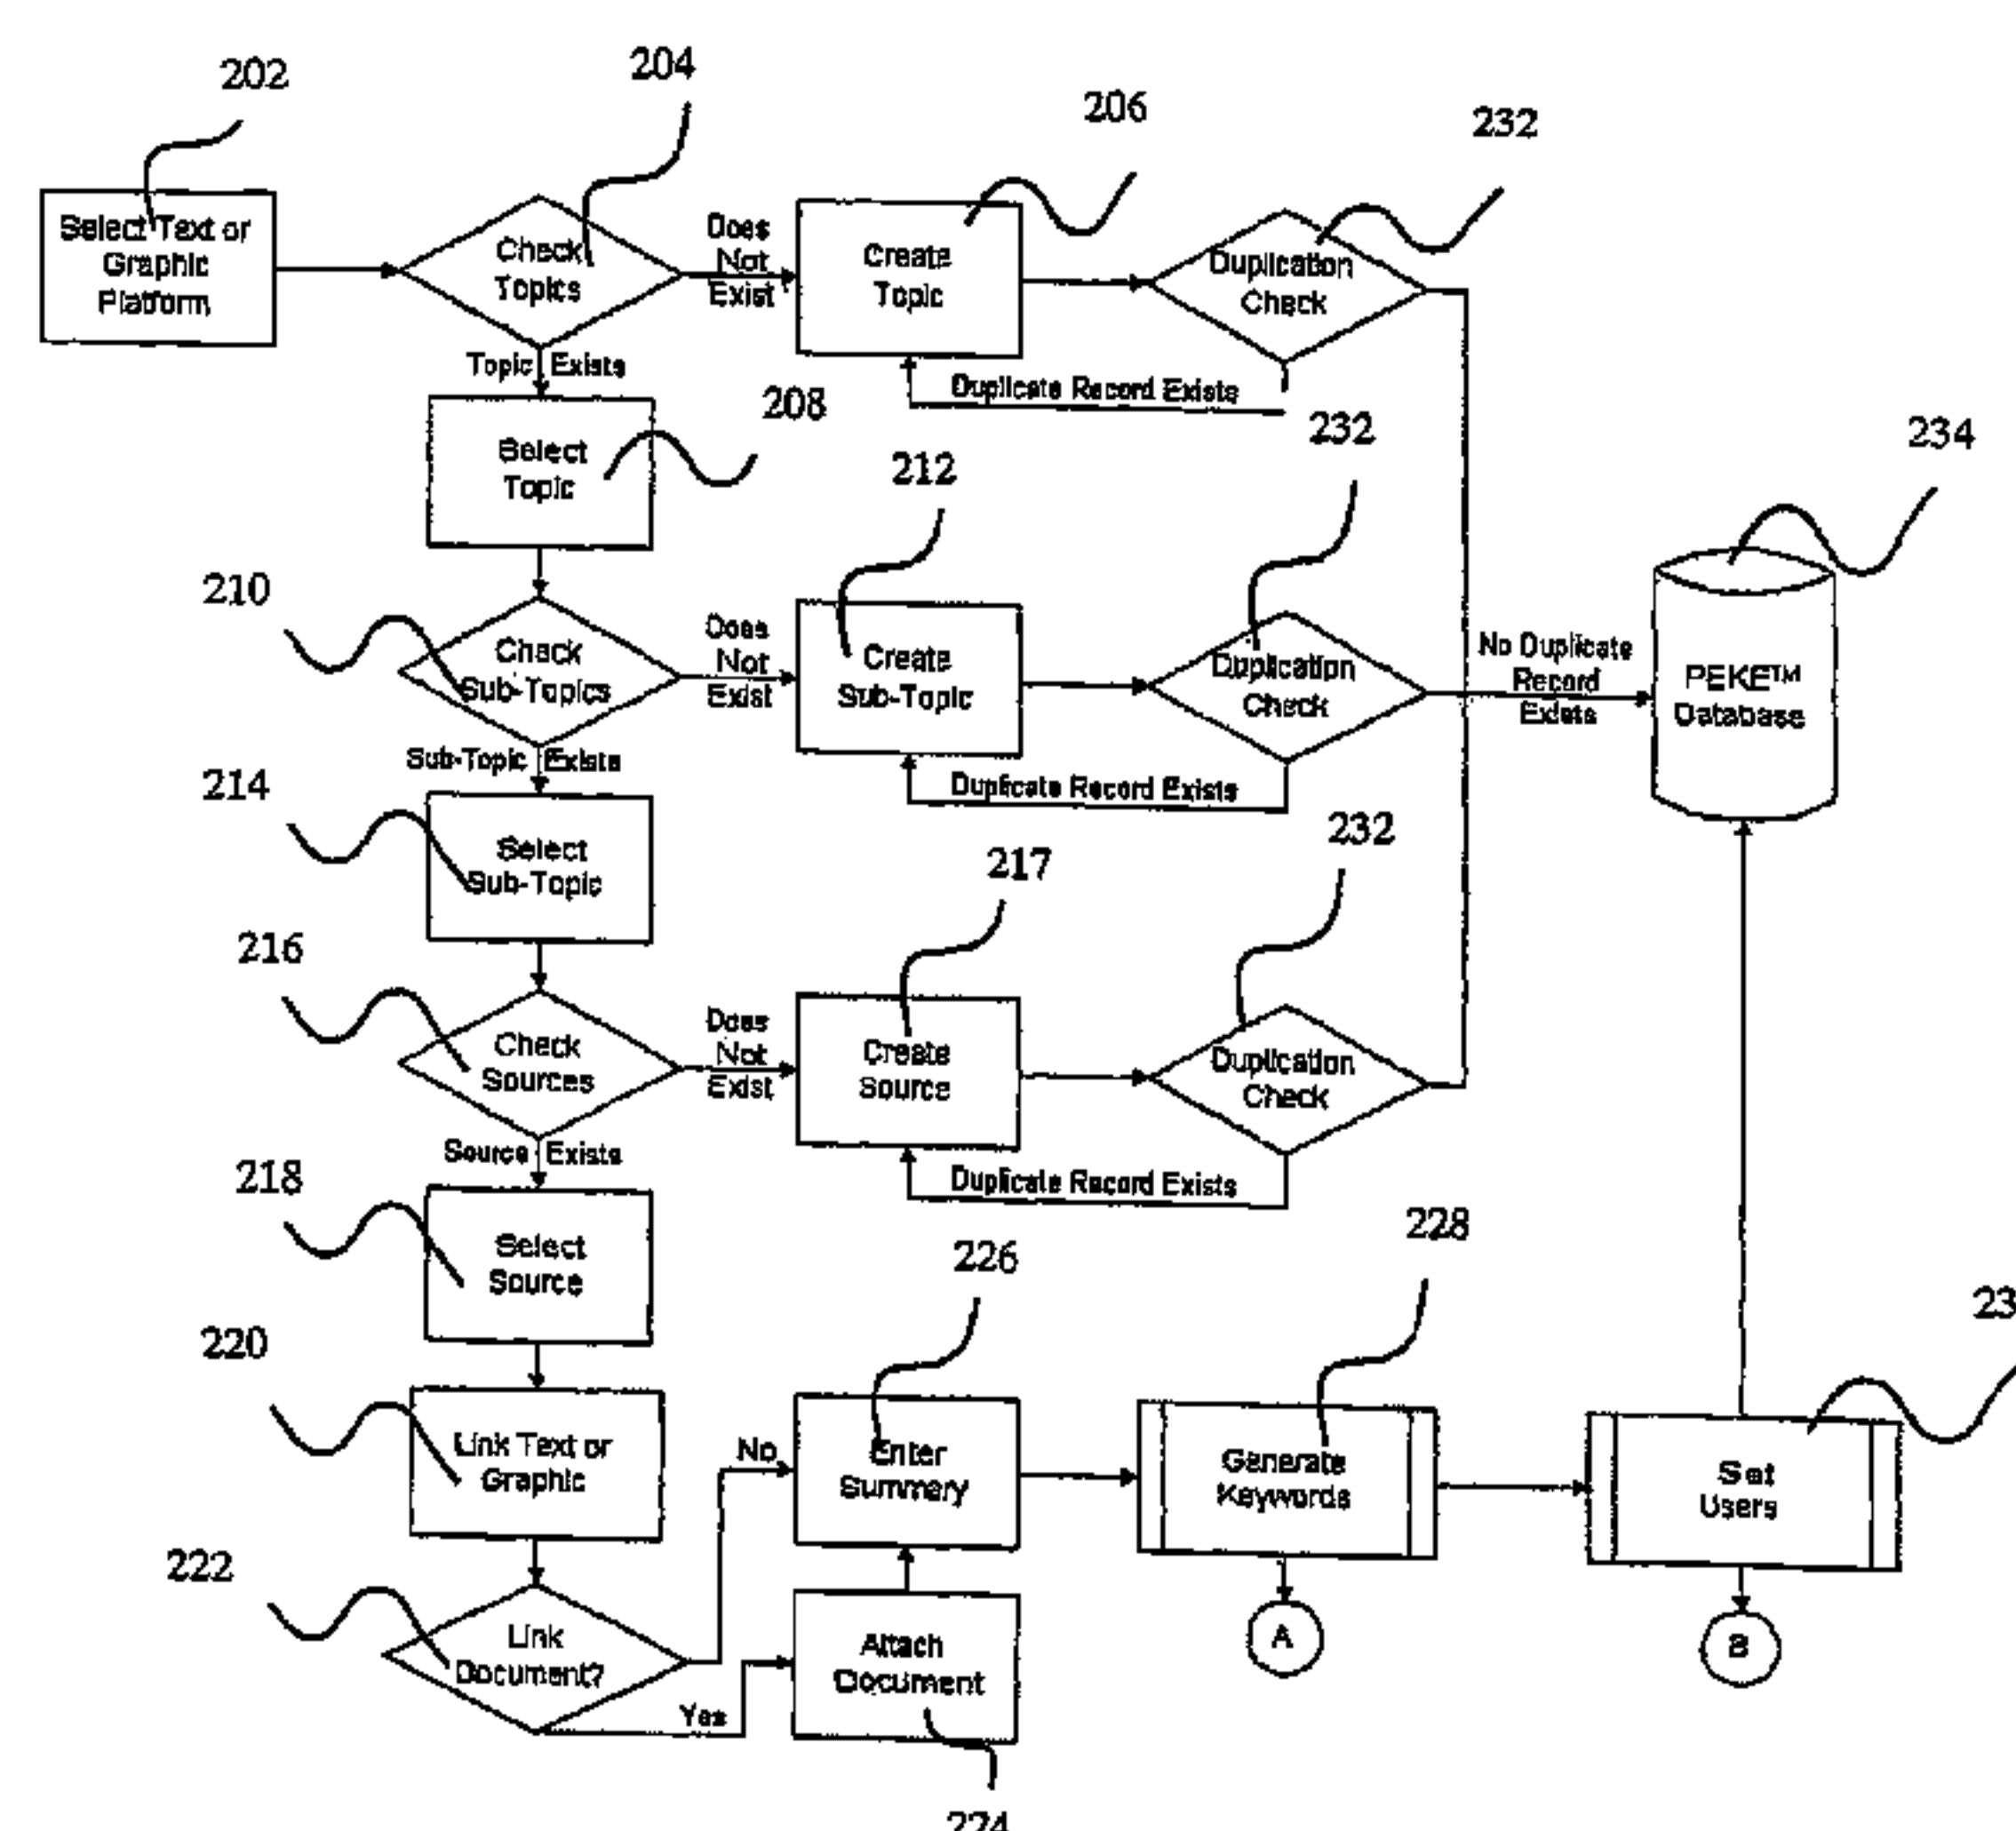 202
204
206
232
Select Text or
Graphic
Platform
Check
Topics
Does
Not
Exist
Create
Topic
Duplication
Check
Topic Exists
Duplicate Record Exists
208
232
234
Select
Topic
212
210
Check
Sub-Topics
Does
Not
Exist
Create
Sub-Topic
Duplication
Check
No Duplicate
Record
Exists
PEKE™
Database
Sub-Topic Exists
Duplicate Record Exists
214
Select
Sub-Topic
217
232
216
Check
Sources
Does
Not
Exist
Create
Source
Duplication
Check
Source Exists
Duplicate Record Exists
218
Select
Source
226
228
23
220
Link Text or
Graphic
No
Enter
Summary
Generate
Keywords
Set
Users
222
Link
Document?
Yes
Attach
Document
A
B
224